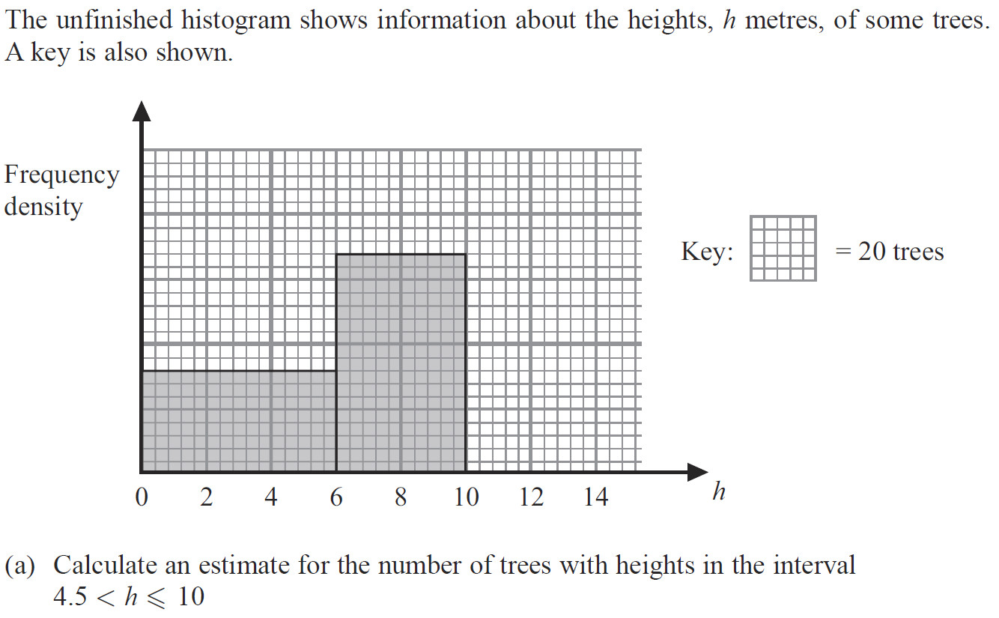 The unfinished histogram shows information about the heights, h metres, of some trees.
A key is also shown.
Frequency
density
Key:
= 20 trees
0 2 4 6 8 10 12 14
h
(a) Calculate an estimate for the number of trees with heights in the interval
4.5 < h ⩽ 10